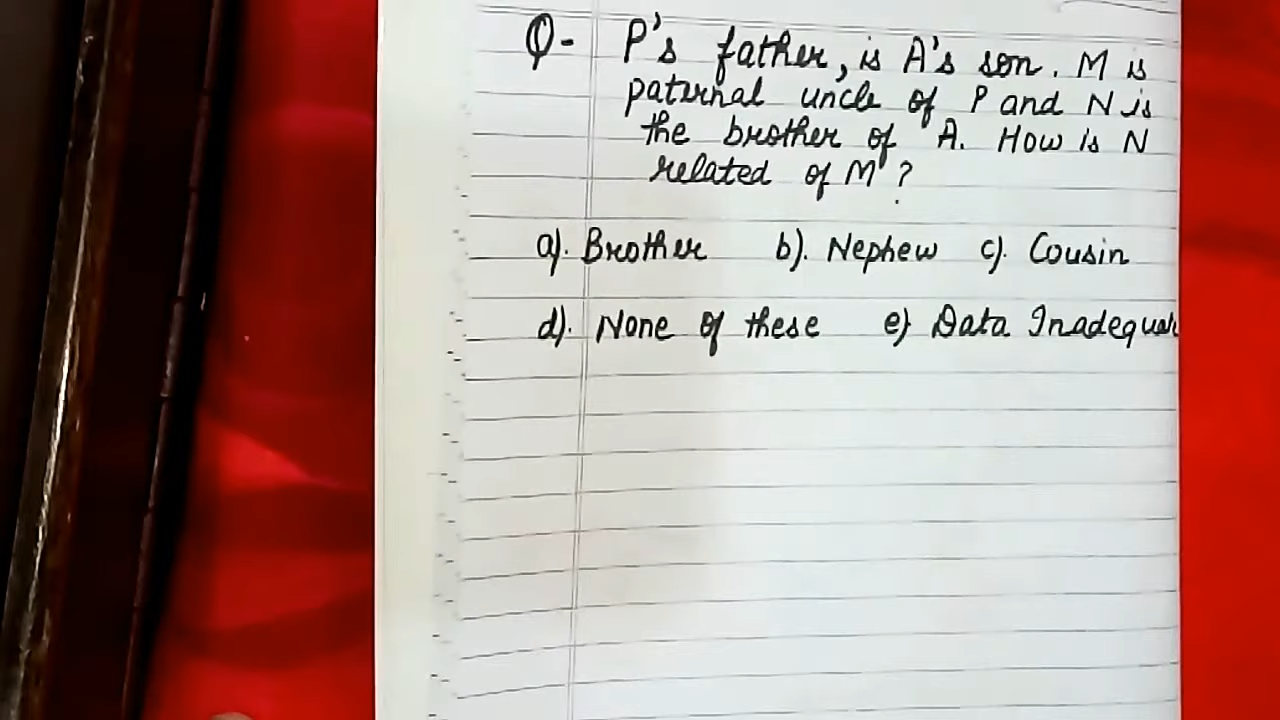 Q- P's father, is A's son. M is
paternal uncle of P and N is
the brother of A. How is N
related of M ?
a). Brother b). Nephew c). Cousin
d). None of these e) Data